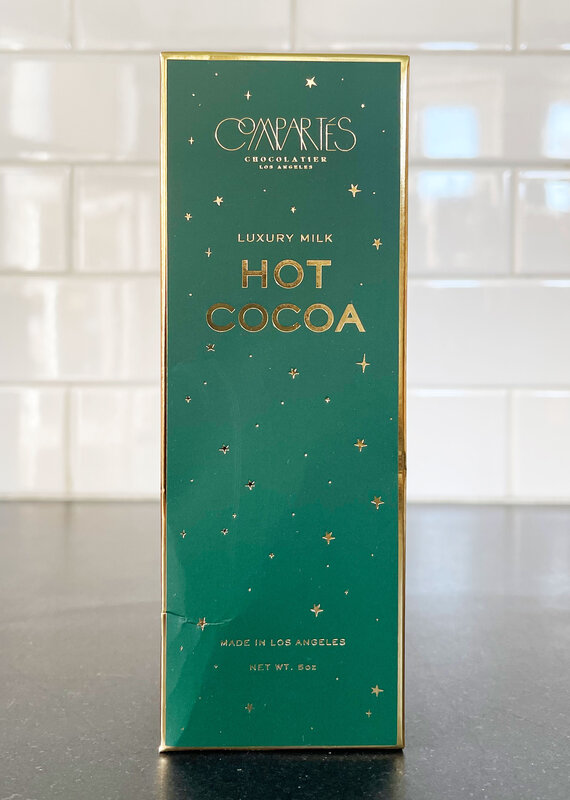 COMPARTÉS
CHOCOLATIER
LOS ANGELES
LUXURY MILK
HOT
COCOA
MADE IN LOS ANGELES
NET WT. 5oz